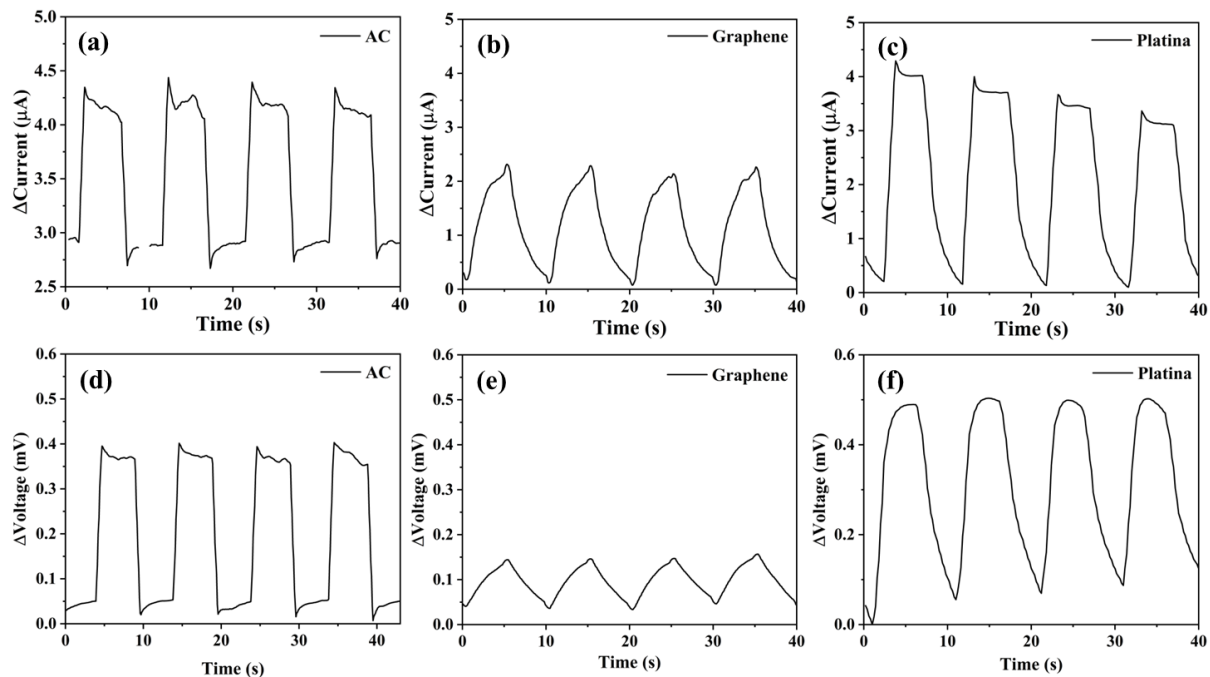 (a)
AC
5.0
4.5
4.0
3.5
3.0
2.5
ΔCurrent (μA)
0 10 20 30 40
Time (s)
(b)
Graphene
5
4
3
2
1
0
ΔCurrent (μA)
0 10 20 30 40
Time (s)
(c)
Platina
5
4
3
2
1
0
ΔCurrent (μA)
0 10 20 30 40
Time (s)
(d)
AC
0.6
0.5
0.4
0.3
0.2
0.1
0.0
ΔVoltage (mV)
0 10 20 30 40
Time (s)
(e)
Graphene
0.6
0.5
0.4
0.3
0.2
0.1
0.0
ΔVoltage (mV)
0 10 20 30 40
Time (s)
(f)
Platina
0.6
0.5
0.4
0.3
0.2
0.1
0.0
ΔVoltage (mV)
0 10 20 30 40
Time (s)